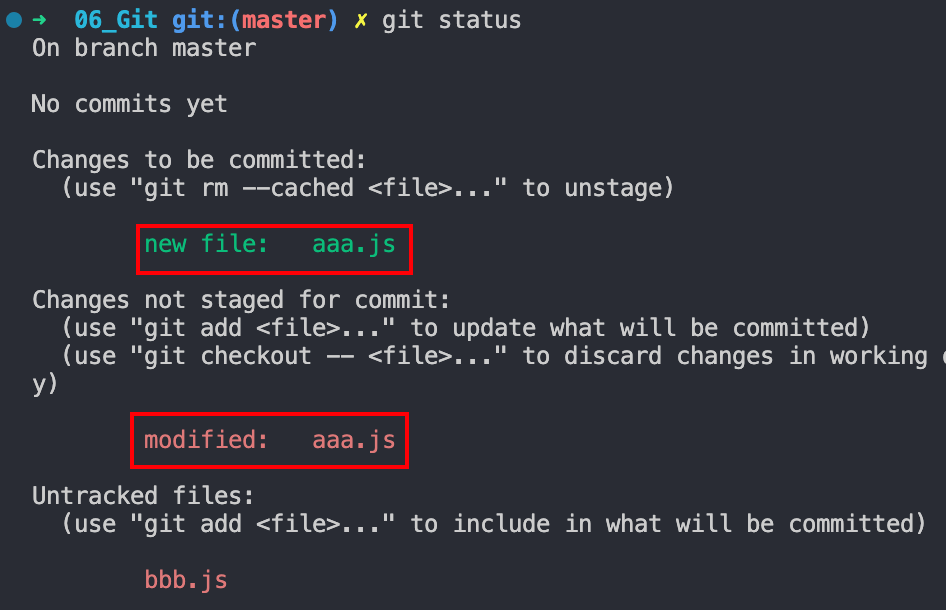 ➜ 06_Git git:(master) ✗ git status
On branch master
No commits yet
Changes to be committed:
(use "git rm --cached <file>..." to unstage)
new file: aaa.js
Changes not staged for commit:
(use "git add <file>..." to update what will be committed)
(use "git checkout -- <file>..." to discard changes in working
y)
modified: aaa.js
Untracked files:
(use "git add <file>..." to include in what will be committed)
bbb.js